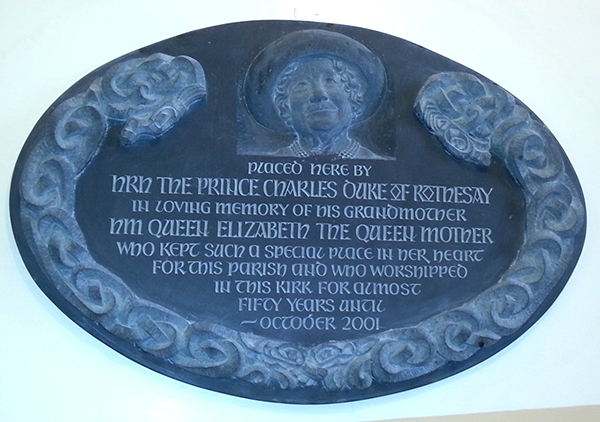 PLACED HERE BY
HRH THE PRINCE CHARLES DUKE OF ROTHESAY
IN LOVING MEMORY OF HIS GRANDMOTHER
HM QUEEN ELIZABETH THE QUEEN MOTHER
WHO KEPT SUCH A SPECIAL PLACE IN HER HEART
FOR THIS PARISH AND WHO WORSHIPPED
IN THIS KIRK FOR ALMOST
FIFTY YEARS UNTIL
~ OCTOBER 2001